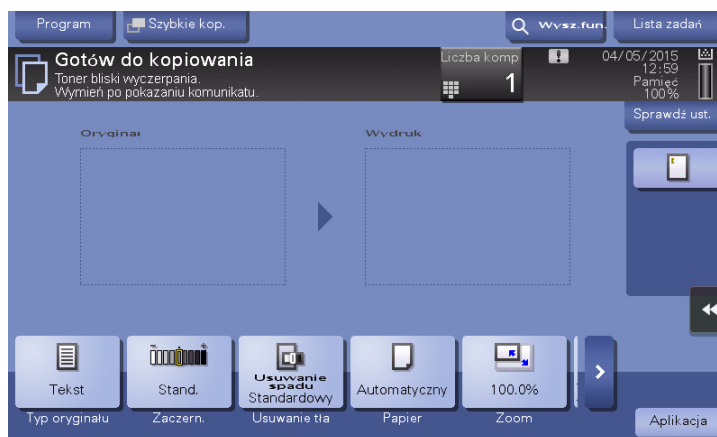 Program
Szybkie kop.
Wysz.fun.
Lista zadań
Gotów do kopiowania
Toner bliski wyczerpania.
Wymień po pokazaniu komunikatu.
Liczba komp
1
04/05/2015
12:59
Pamięć
100%
Sprawdź ust.
Oryginał
Wydruk
Tekst
Stand.
Usuwanie
spadu
Standardowy
Automatyczny
100.0%
Typ oryginału
Zaczern.
Usuwanie tła
Papier
Zoom
Aplikacja